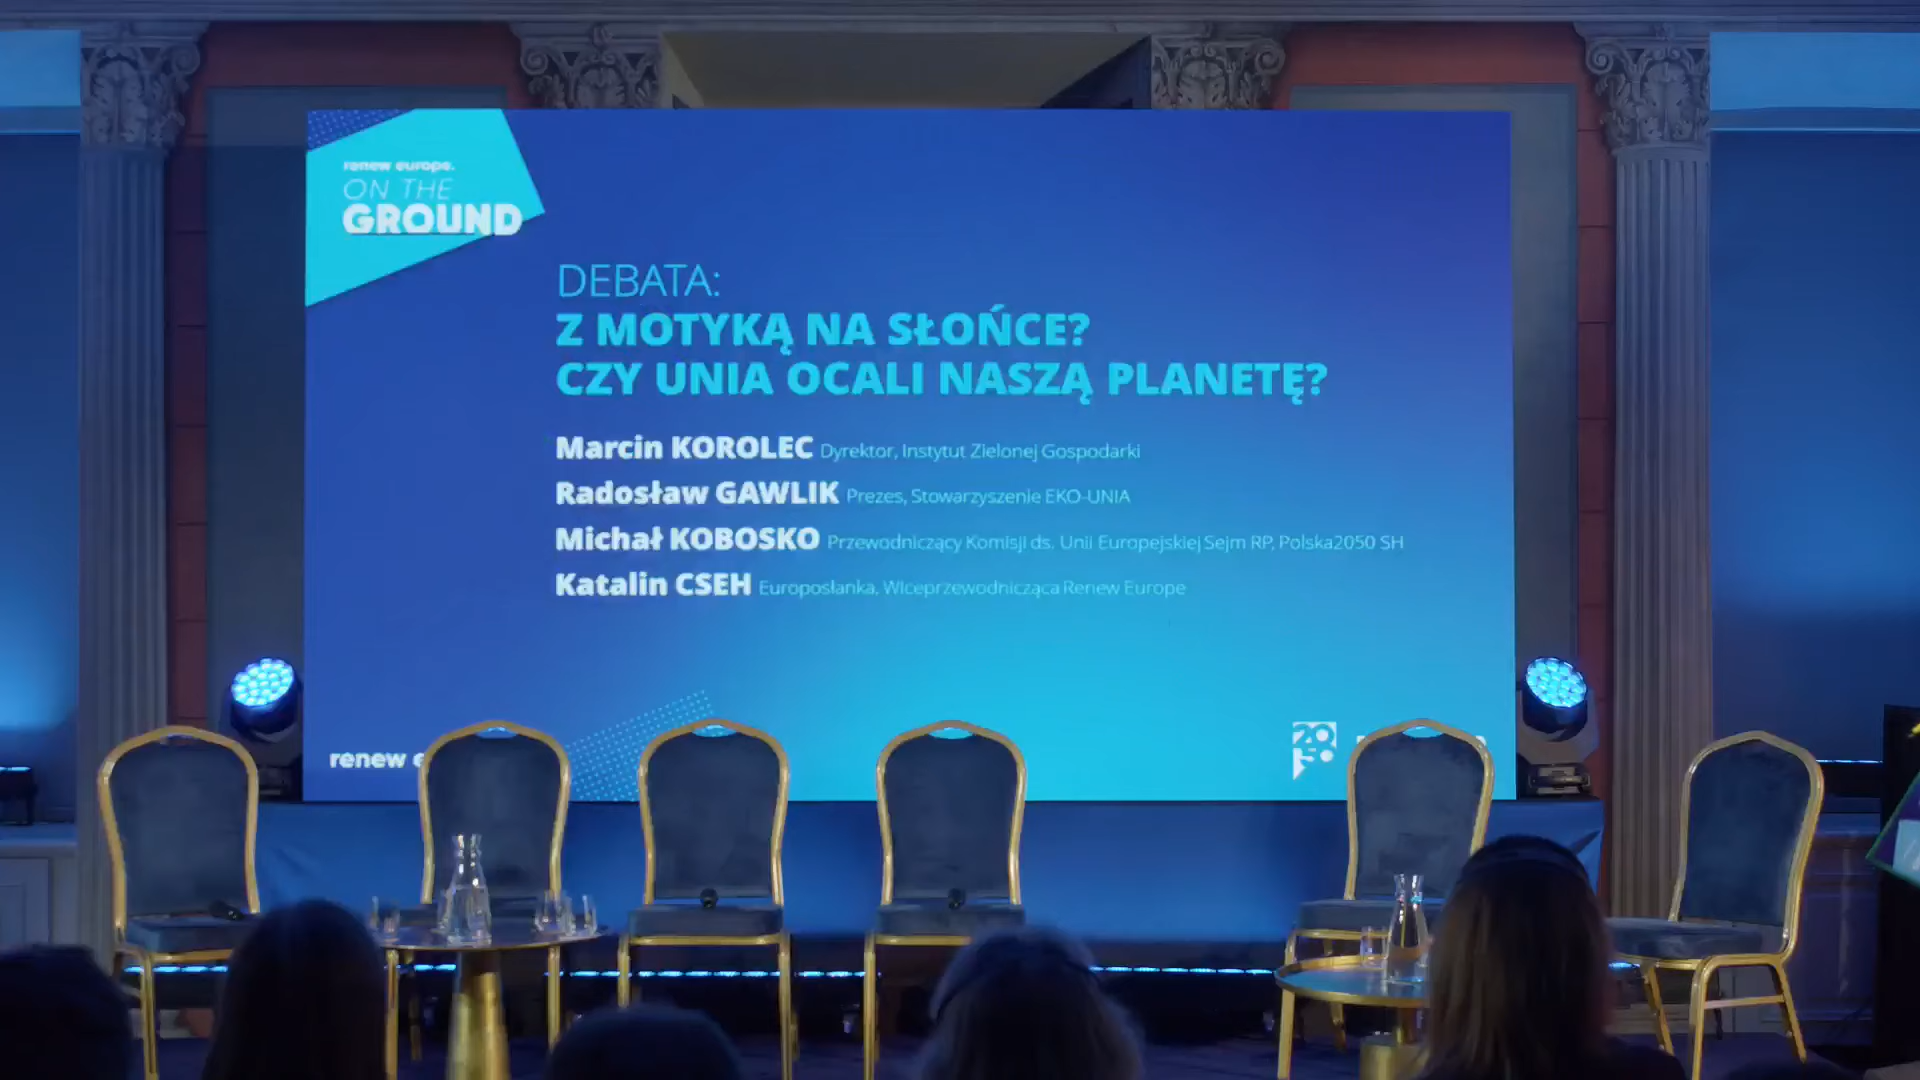 renew europe.
ON THE
GROUND
DEBATA:
Z MOTYKĄ NA SŁOŃCE?
CZY UNIA OCALI NASZĄ PLANETĘ?
Marcin KOROLEC Dyrektor, Instytut Zielonej Gospodarki
Radosław GAWLIK Prezes, Stowarzyszenie EKO-UNIA
Michał KOBOSKO Przewodniczący Komisji ds. Unii Europejskiej Sejm RP, Polska2050 SH
Katalin CSEH Europosłanka, WIceprzewodnicząca Renew Europe
renew
2050